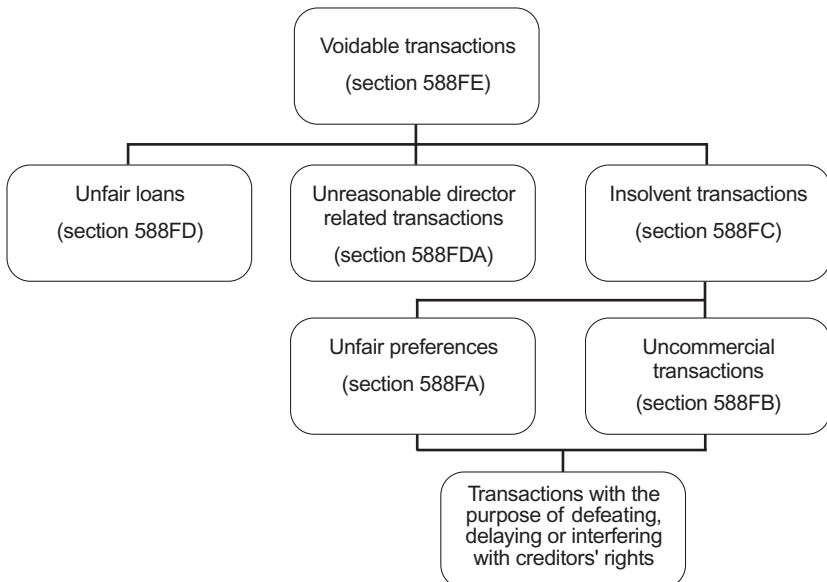 Voidable transactions
(section 588FE)
Unfair loans
(section 588FD)
Unreasonable director
related transactions
(section 588FDA)
Insolvent transactions
(section 588FC)
Unfair preferences
(section 588FA)
Uncommercial
transactions
(section 588FB)
Transactions with the
purpose of defeating,
delaying or interfering
with creditors' rights